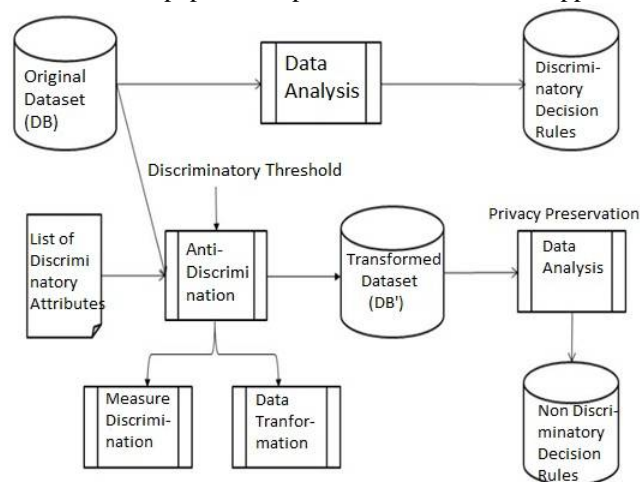 Original
Dataset
(DB)
Data
Analysis
Discrimi-
natory
Decision
Rules
Discriminatory Threshold
List of
Discrimi
natory
Attributes
Anti-
Discrimi
nation
Transformed
Dataset
(DB')
Privacy Preservation
Data
Analysis
Measure
Discrimi-
nation
Data
Tranfor-
mation
Non Discri-
minatory
Decision
Rules